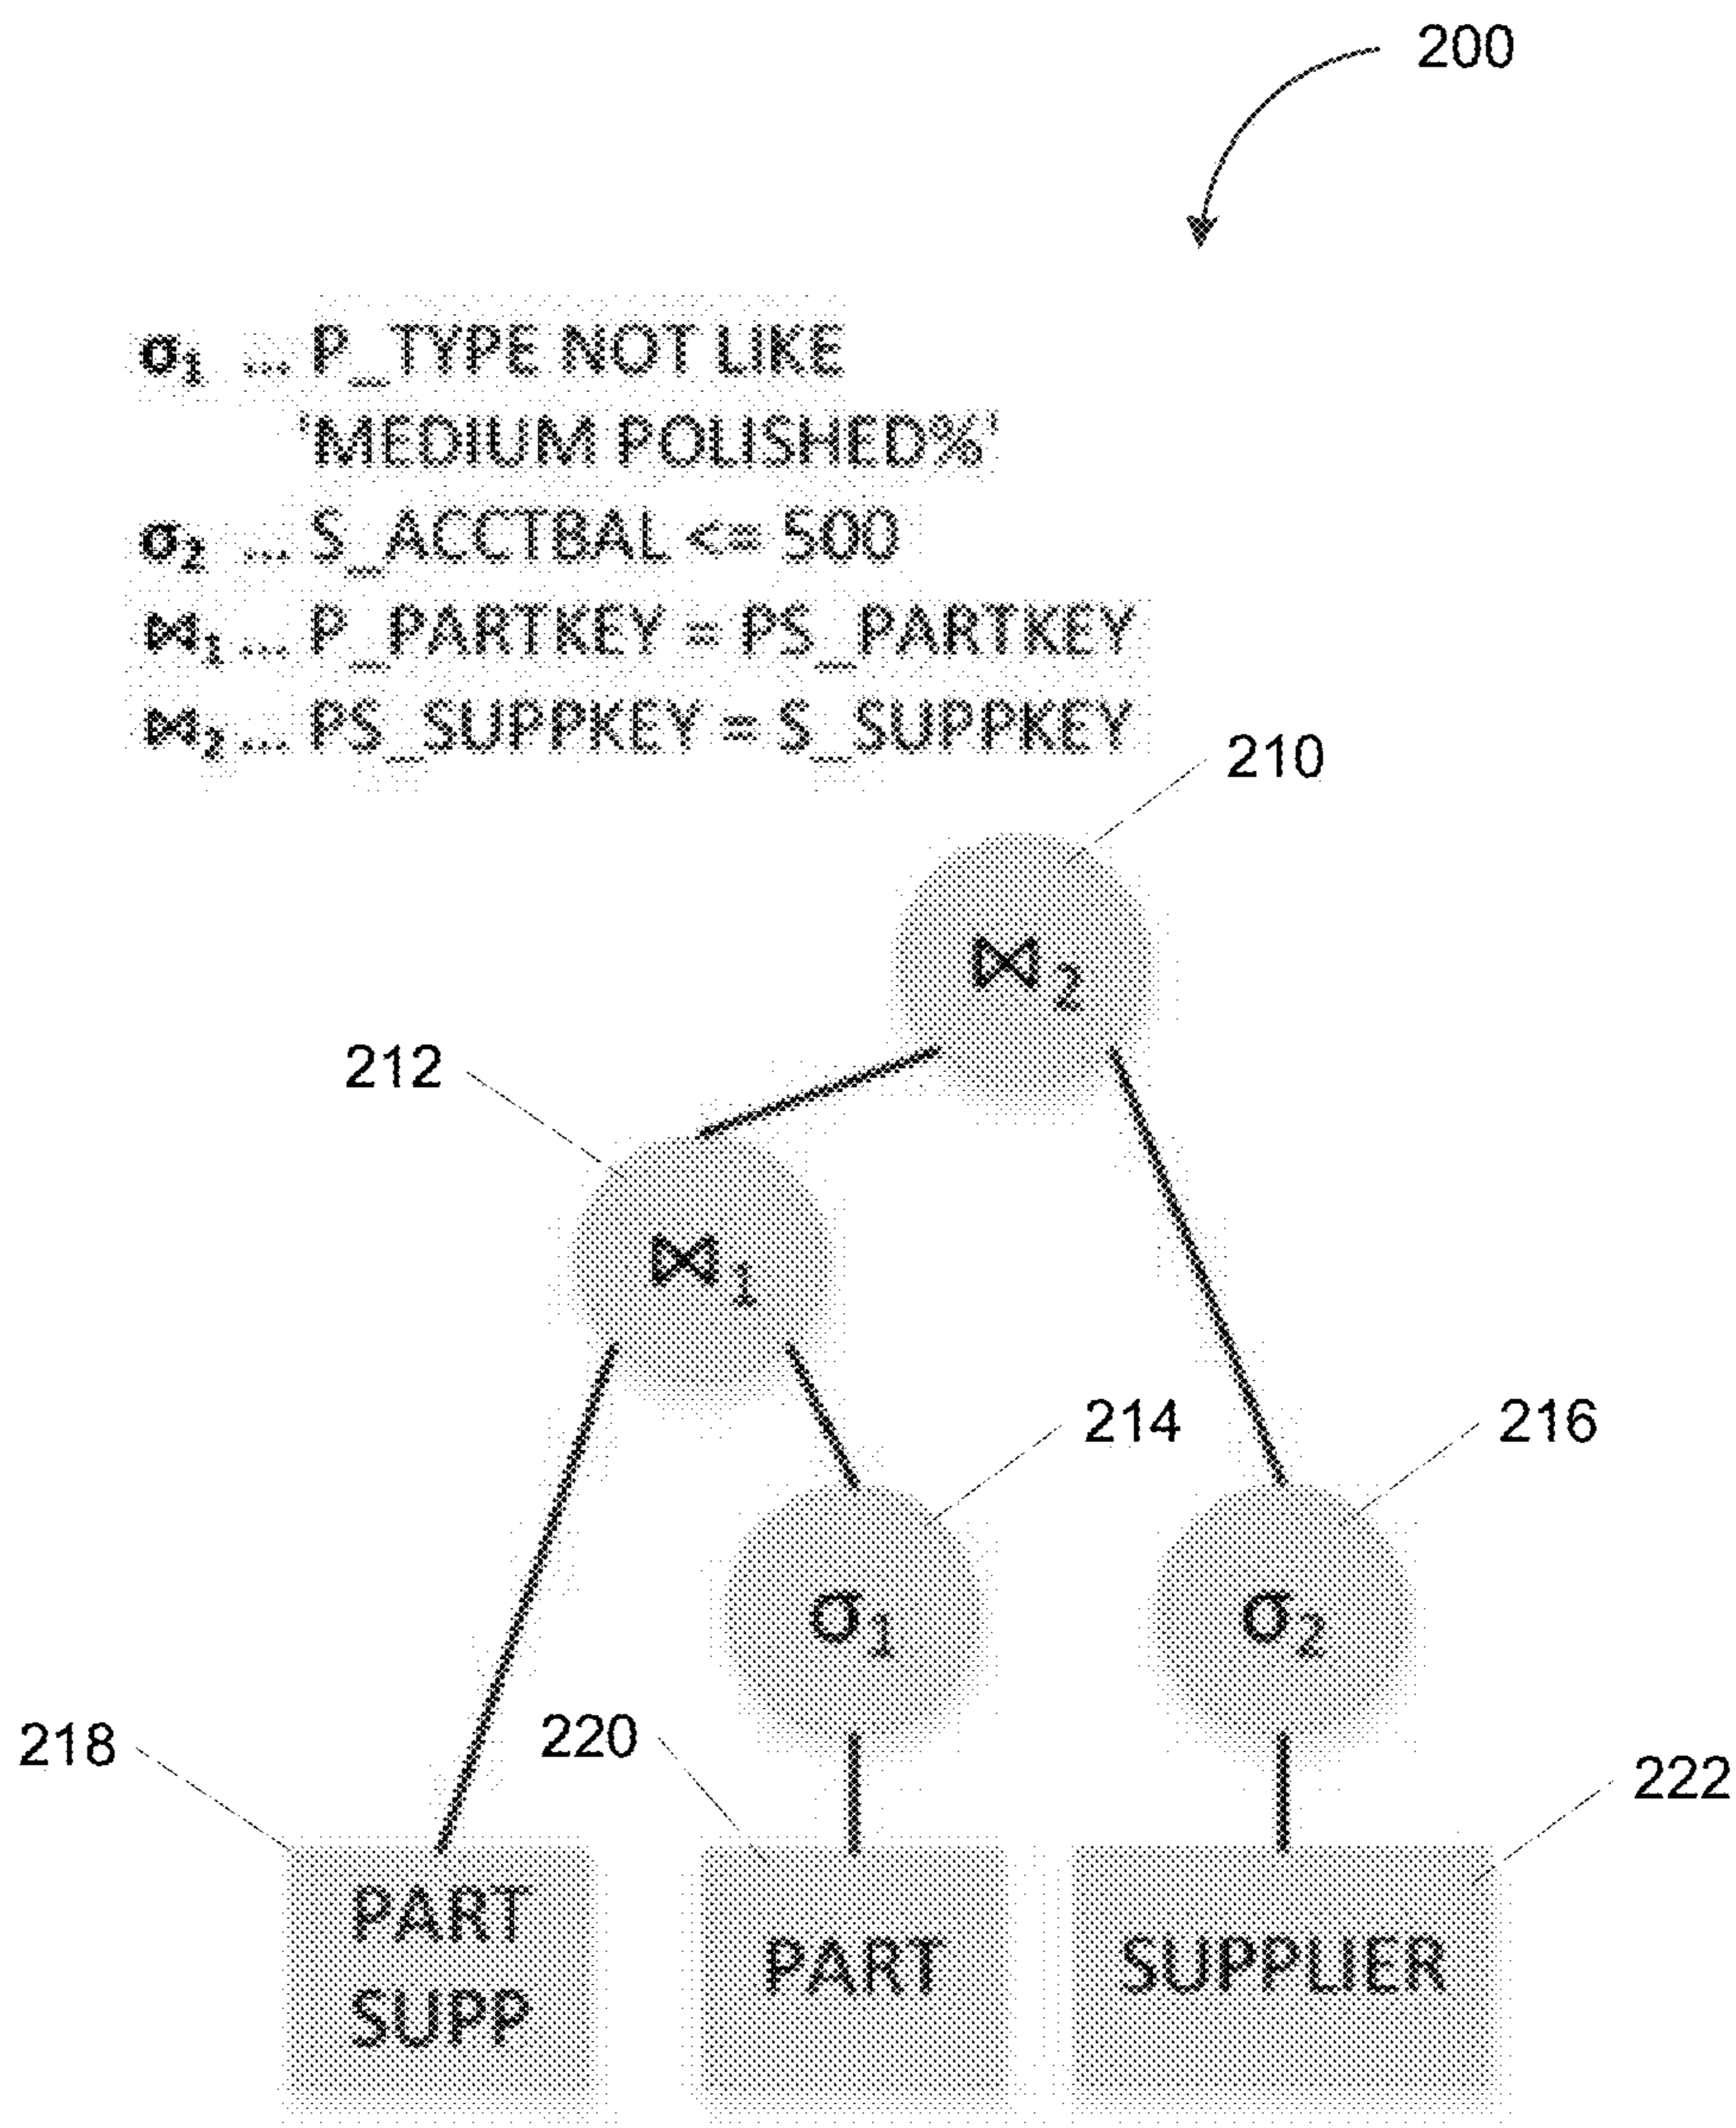 200
σ₁ ... P_TYPE NOT LIKE
'MEDIUM POLISHED%'
σ₂ ... S_ACCTBAL <= 500
⋈₁ ... P_PARTKEY = PS_PARTKEY
⋈₂ ... PS_SUPPKEY = S_SUPPKEY
210
⋈₂
212
⋈₁
214
216
σ₁
σ₂
218
220
222
PART
SUPP
PART
SUPPLIER